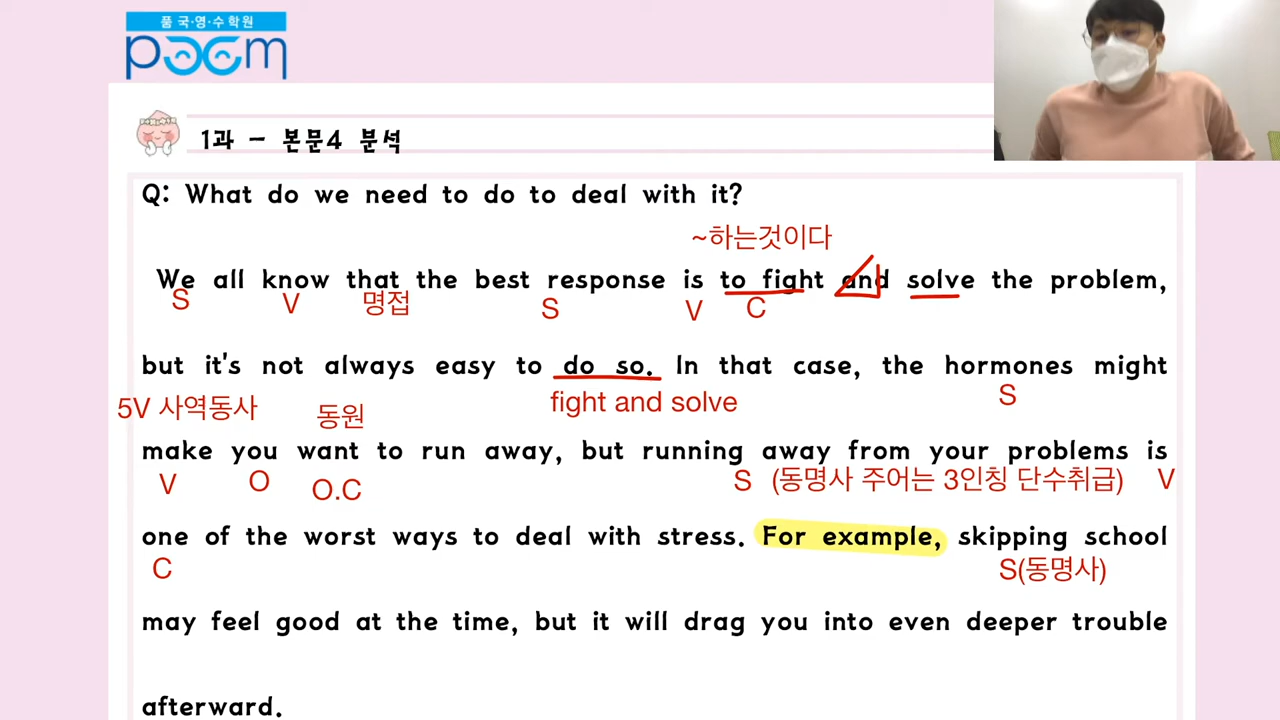 품 국·영·수 학원
poem
1과 - 본문4 분석
Q: What do we need to do to deal with it?
~하는것이다
We all know that the best response is to fight and solve the problem,
S V 명접 S V C
but it's not always easy to do so. In that case, the hormones might
5V 사역동사 동원 fight and solve S
make you want to run away, but running away from your problems is
V O O.C S (동명사 주어는 3인칭 단수취급) V
one of the worst ways to deal with stress. For example, skipping school
C S(동명사)
may feel good at the time, but it will drag you into even deeper trouble
afterward.